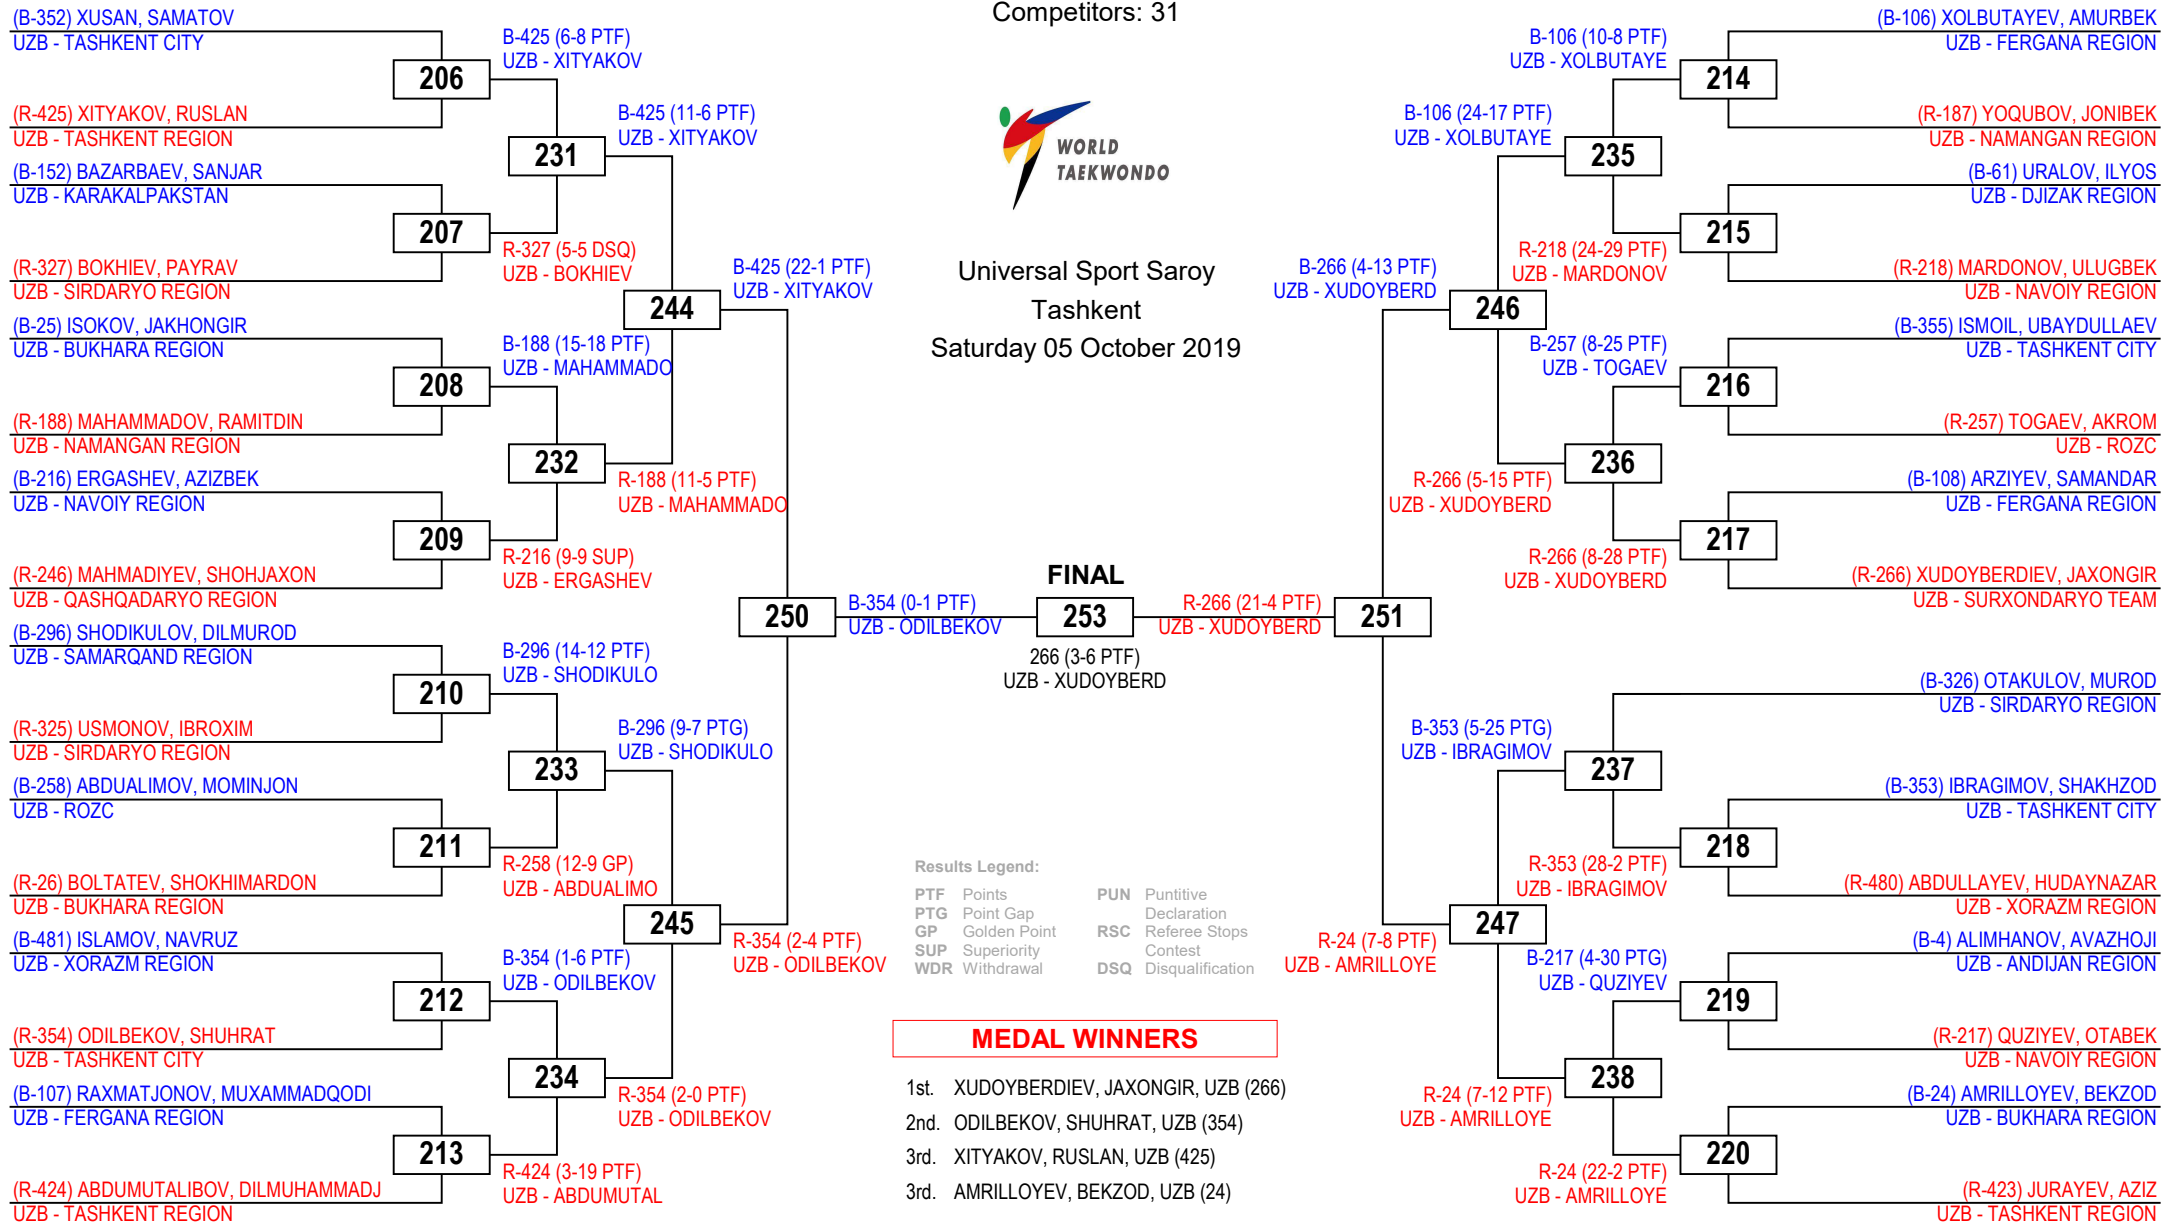 Competitors: 31
(B-352) XUSAN, SAMATOV
UZB - TASHKENT CITY
206
(R-425) XITYAKOV, RUSLAN
UZB - TASHKENT REGION
(B-152) BAZARBAEV, SANJAR
UZB - KARAKALPAKSTAN
207
(R-327) BOKHIEV, PAYRAV
UZB - SIRDARYO REGION
(B-25) ISOKOV, JAKHONGIR
UZB - BUKHARA REGION
208
(R-188) MAHAMMADOV, RAMITDIN
UZB - NAMANGAN REGION
(B-216) ERGASHEV, AZIZBEK
UZB - NAVOIY REGION
209
(R-246) MAHMADIYEV, SHOHJAXON
UZB - QASHQADARYO REGION
(B-296) SHODIKULOV, DILMUROD
UZB - SAMARQAND REGION
210
(R-325) USMONOV, IBROXIM
UZB - SIRDARYO REGION
(B-258) ABDUALIMOV, MOMINJON
UZB - ROZC
211
(R-26) BOLTATEV, SHOKHIMARDON
UZB - BUKHARA REGION
(B-481) ISLAMOV, NAVRUZ
UZB - XORAZM REGION
212
(R-354) ODILBEKOV, SHUHRAT
UZB - TASHKENT CITY
(B-107) RAXMATJONOV, MUXAMMADQODI
UZB - FERGANA REGION
213
(R-424) ABDUMUTALIBOV, DILMUHAMMADJ
UZB - TASHKENT REGION
B-425 (6-8 PTF)
UZB - XITYAKOV
231
R-327 (5-5 DSQ)
UZB - BOKHIEV
B-188 (15-18 PTF)
UZB - MAHAMMADO
232
R-216 (9-9 SUP)
UZB - ERGASHEV
B-296 (14-12 PTF)
UZB - SHODIKULO
233
R-258 (12-9 GP)
UZB - ABDUALIMO
B-354 (1-6 PTF)
UZB - ODILBEKOV
234
R-424 (3-19 PTF)
UZB - ABDUMUTAL
B-425 (11-6 PTF)
UZB - XITYAKOV
244
R-188 (11-5 PTF)
UZB - MAHAMMADO
B-296 (9-7 PTG)
UZB - SHODIKULO
245
R-354 (2-0 PTF)
UZB - ODILBEKOV
B-425 (22-1 PTF)
UZB - XITYAKOV
250
R-354 (2-4 PTF)
UZB - ODILBEKOV
WORLD
TAEKWONDO
Universal Sport Saroy
Tashkent
Saturday 05 October 2019
FINAL
B-354 (0-1 PTF)
UZB - ODILBEKOV
253
R-266 (21-4 PTF)
UZB - XUDOYBERD
266 (3-6 PTF)
UZB - XUDOYBERD
Results Legend:
PTF Points
PTG Point Gap
GP Golden Point
SUP Superiority
WDR Withdrawal
PUN Puntitive
Declaration
RSC Referee Stops
Contest
DSQ Disqualification
MEDAL WINNERS
1st. XUDOYBERDIEV, JAXONGIR, UZB (266)
2nd. ODILBEKOV, SHUHRAT, UZB (354)
3rd. XITYAKOV, RUSLAN, UZB (425)
3rd. AMRILLOYEV, BEKZOD, UZB (24)
B-266 (4-13 PTF)
UZB - XUDOYBERD
251
R-24 (7-8 PTF)
UZB - AMRILLOYE
B-106 (24-17 PTF)
UZB - XOLBUTAYE
246
R-266 (5-15 PTF)
UZB - XUDOYBERD
B-353 (5-25 PTG)
UZB - IBRAGIMOV
247
R-24 (7-12 PTF)
UZB - AMRILLOYE
B-106 (10-8 PTF)
UZB - XOLBUTAYE
235
R-218 (24-29 PTF)
UZB - MARDONOV
B-257 (8-25 PTF)
UZB - TOGAEV
236
R-266 (8-28 PTF)
UZB - XUDOYBERD
237
R-353 (28-2 PTF)
UZB - IBRAGIMOV
B-217 (4-30 PTG)
UZB - QUZIYEV
238
R-24 (22-2 PTF)
UZB - AMRILLOYE
(B-106) XOLBUTAYEV, AMURBEK
UZB - FERGANA REGION
214
(R-187) YOQUBOV, JONIBEK
UZB - NAMANGAN REGION
(B-61) URALOV, ILYOS
UZB - DJIZAK REGION
215
(R-218) MARDONOV, ULUGBEK
UZB - NAVOIY REGION
(B-355) ISMOIL, UBAYDULLAEV
UZB - TASHKENT CITY
216
(R-257) TOGAEV, AKROM
UZB - ROZC
(B-108) ARZIYEV, SAMANDAR
UZB - FERGANA REGION
217
(R-266) XUDOYBERDIEV, JAXONGIR
UZB - SURXONDARYO TEAM
(B-326) OTAKULOV, MUROD
UZB - SIRDARYO REGION
(B-353) IBRAGIMOV, SHAKHZOD
UZB - TASHKENT CITY
218
(R-480) ABDULLAYEV, HUDAYNAZAR
UZB - XORAZM REGION
(B-4) ALIMHANOV, AVAZHOJI
UZB - ANDIJAN REGION
219
(R-217) QUZIYEV, OTABEK
UZB - NAVOIY REGION
(B-24) AMRILLOYEV, BEKZOD
UZB - BUKHARA REGION
220
(R-423) JURAYEV, AZIZ
UZB - TASHKENT REGION